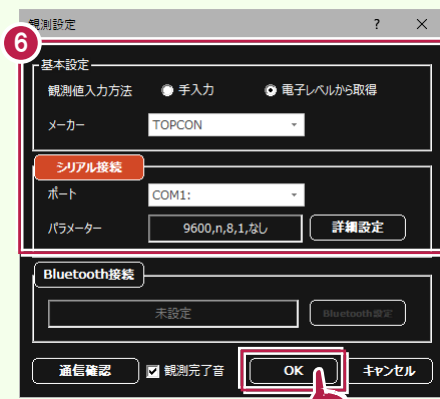 観測設定 ? ×
6
基本設定
観測値入力方法 手入力 電子レベルから取得
メーカー TOPCON
シリアル接続
ポート COM1:
パラメーター 9600,n,8,1,なし 詳細設定
Bluetooth接続
未設定 Bluetooth設定
通信確認 観測完了音 OK キャンセル